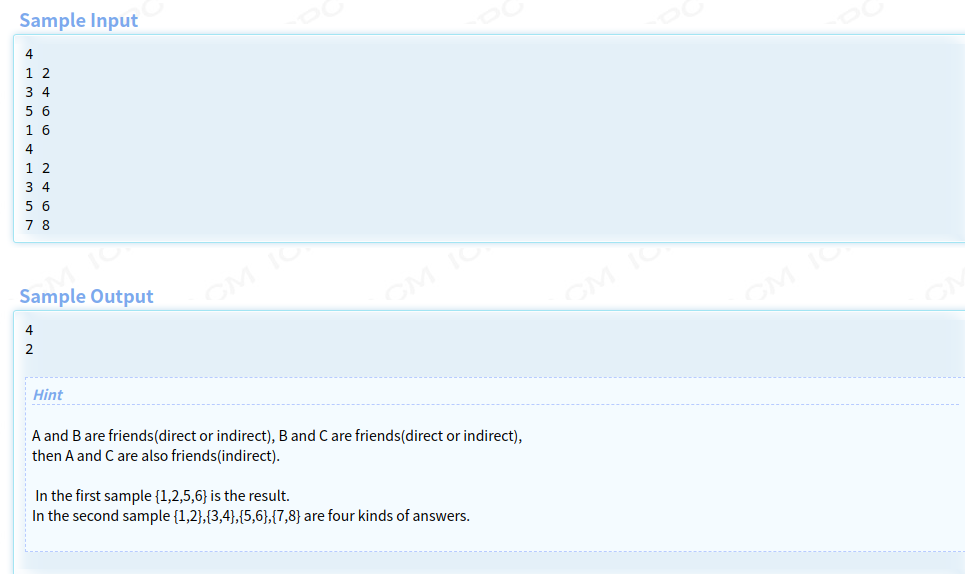 Sample Input
4
1 2
3 4
5 6
1 6
4
1 2
3 4
5 6
7 8
Sample Output
4
2
Hint
A and B are friends(direct or indirect), B and C are friends(direct or indirect),
then A and C are also friends(indirect).
In the first sample {1,2,5,6} is the result.
In the second sample {1,2},{3,4},{5,6},{7,8} are four kinds of answers.